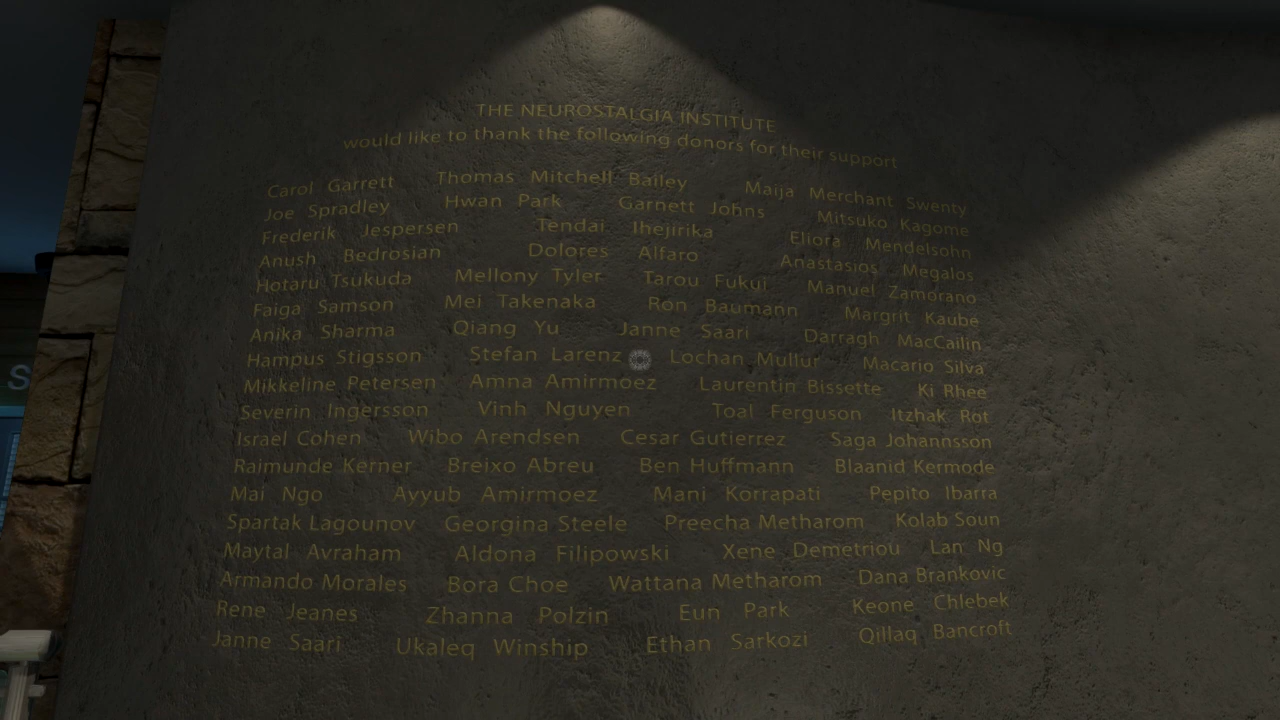 THE NEUROSTALGIA INSTITUTE
would like to thank the following donors for their support
Carol Garrett Thomas Mitchell Bailey Maija Merchant Swenty
Joe Spradley Hwan Park Garnett Johns Mitsuko Kagome
Frederik Jespersen Tendai Ihejirika Eliora Mendelsohn
Anush Bedrosian Dolores Alfaro Anastasios Megalos
Hotaru Tsukuda Mellony Tyler Tarou Fukui Manuel Zamorano
Faiga Samson Mei Takenaka Ron Baumann Margrit Kaube
Anika Sharma Qiang Yu Janne Saari Darragh MacCailin
Hampus Stigsson Stefan Larenz Lochan Mullur Macario Silva
Mikkeline Petersen Amna Amirmoez Laurentin Bissette Ki Rhee
Severin Ingersson Vinh Nguyen Toal Ferguson Itzhak Rot
Israel Cohen Wibo Arendsen Cesar Gutierrez Saga Johannsson
Raimunde Kerner Breixo Abreu Ben Huffmann Blaanid Kermode
Mai Ngo Ayyub Amirmoez Mani Korrapati Pepito Ibarra
Spartak Lagounov Georgina Steele Preecha Metharom Kolab Soun
Maytal Avraham Aldona Filipowski Xene Demetriou Lan Ng
Armando Morales Bora Choe Wattana Metharom Dana Brankovic
Rene Jeanes Zhanna Polzin Eun Park Keone Chlebek
Janne Saari Ukaleq Winship Ethan Sarkozi Qillaq Bancroft
S